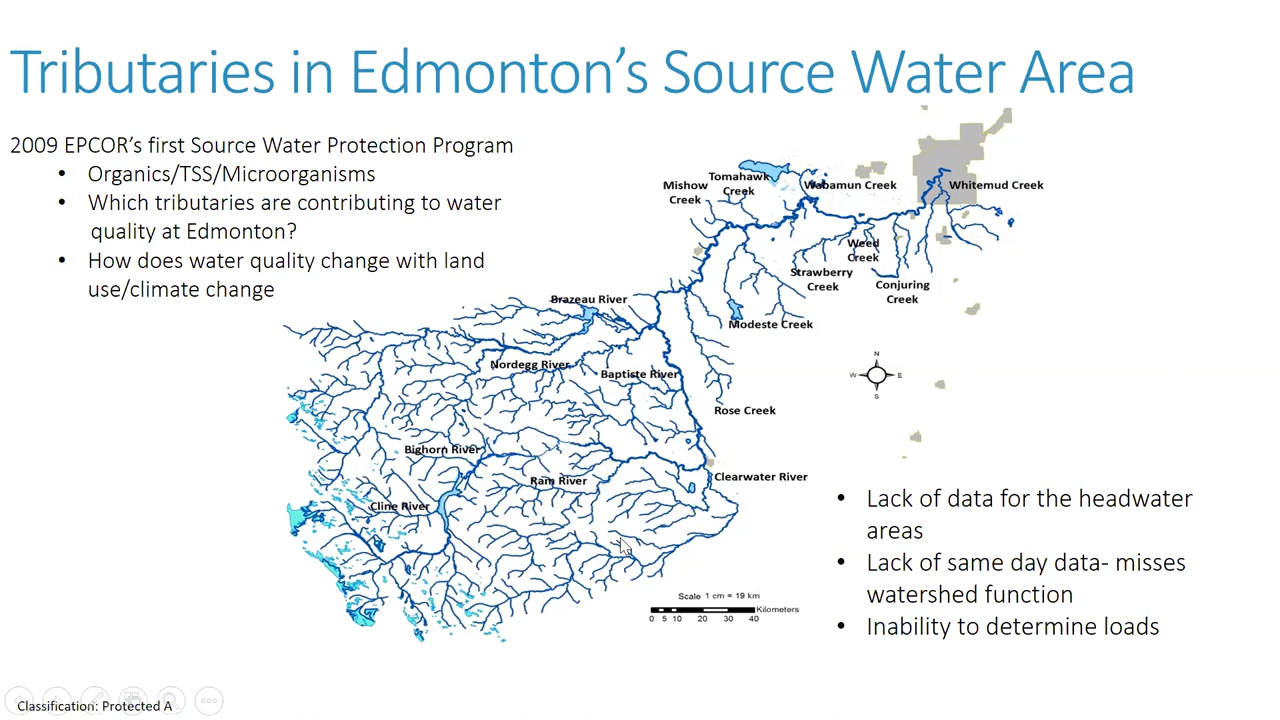 Tributaries in Edmonton's Source Water Area
2009 EPCOR's first Source Water Protection Program
• Organics/TSS/Microorganisms
• Which tributaries are contributing to water
quality at Edmonton?
• How does water quality change with land
use/climate change
Mishow
Creek
Tomahawk
Creek
Wabamun Creek
Whitemud Creek
Weed
Creek
Strawberry
Creek
Conjuring
Creek
Brazeau River
Modeste Creek
Nordegg River
Baptiste River
Rose Creek
Bighorn River
Ram River
Clearwater River
Cline River
N
W E
S
Scale 1 cm = 19 km
Kilometers
0 5 10 20 30 40
• Lack of data for the headwater
areas
• Lack of same day data- misses
watershed function
• Inability to determine loads
Classification: Protected A